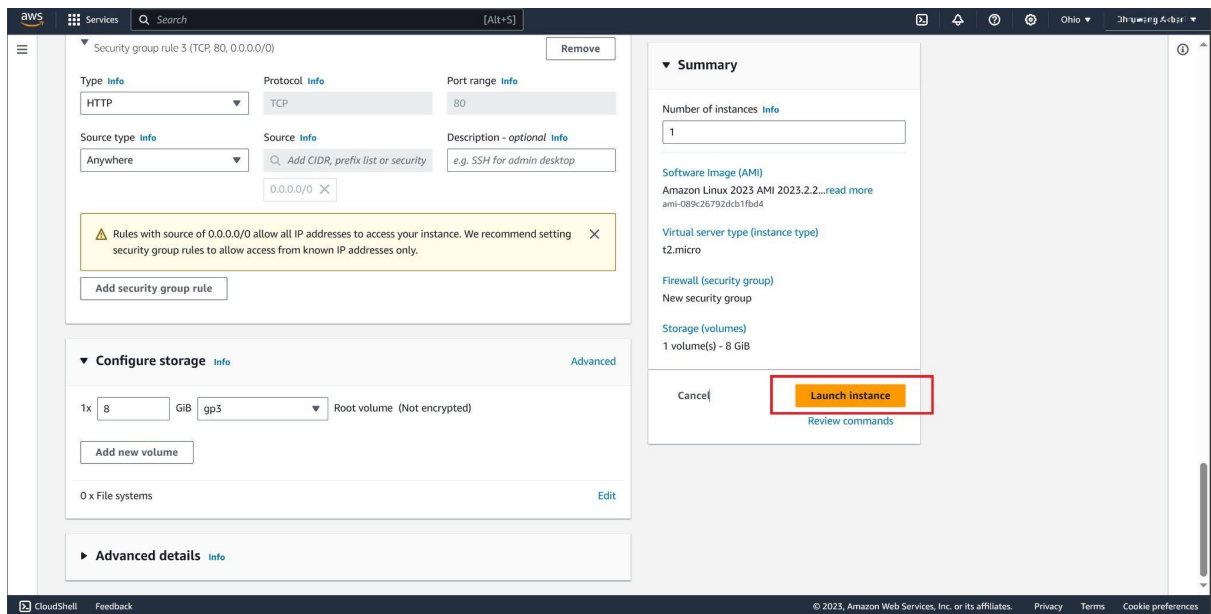 aws
Services
Search
[Alt+S]
Ohio
Security group rule 3 (TCP, 80, 0.0.0.0/0)
Remove
Type Info
Protocol Info
Port range Info
HTTP
TCP
80
Source type Info
Source Info
Description - optional Info
Anywhere
Add CIDR, prefix list or security
e.g. SSH for admin desktop
0.0.0.0/0
Rules with source of 0.0.0.0/0 allow all IP addresses to access your instance. We recommend setting
security group rules to allow access from known IP addresses only.
Add security group rule
Configure storage Info
Advanced
1x
8
GiB
gp3
Root volume (Not encrypted)
Add new volume
0 x File systems
Edit
Advanced details Info
Summary
Number of instances Info
1
Software Image (AMI)
Amazon Linux 2023 AMI 2023.2.2...read more
ami-089c26792dcb1fbd4
Virtual server type (instance type)
t2.micro
Firewall (security group)
New security group
Storage (volumes)
1 volume(s) - 8 GiB
Cancel
Launch instance
Review commands
CloudShell
Feedback
© 2023, Amazon Web Services, Inc. or its affiliates.
Privacy
Terms
Cookie preferences